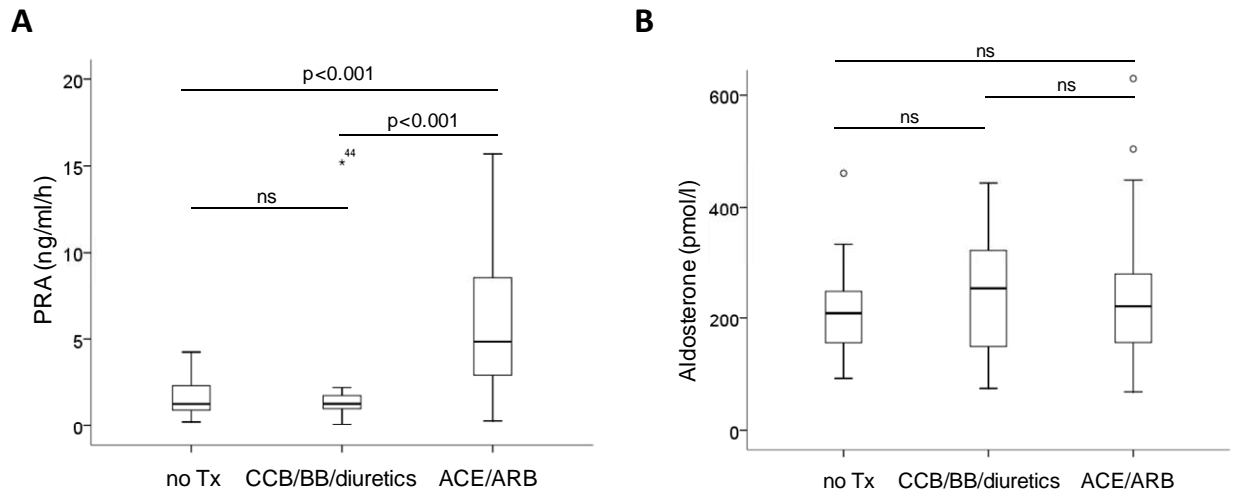 A
PRA (ng/ml/h)
20
15
10
5
0
p<0.001
p<0.001
*44
ns
no Tx
CCB/BB/diuretics
ACE/ARB
B
Aldosterone (pmol/l)
600
400
200
0
ns
ns
ns
no Tx
CCB/BB/diuretics
ACE/ARB